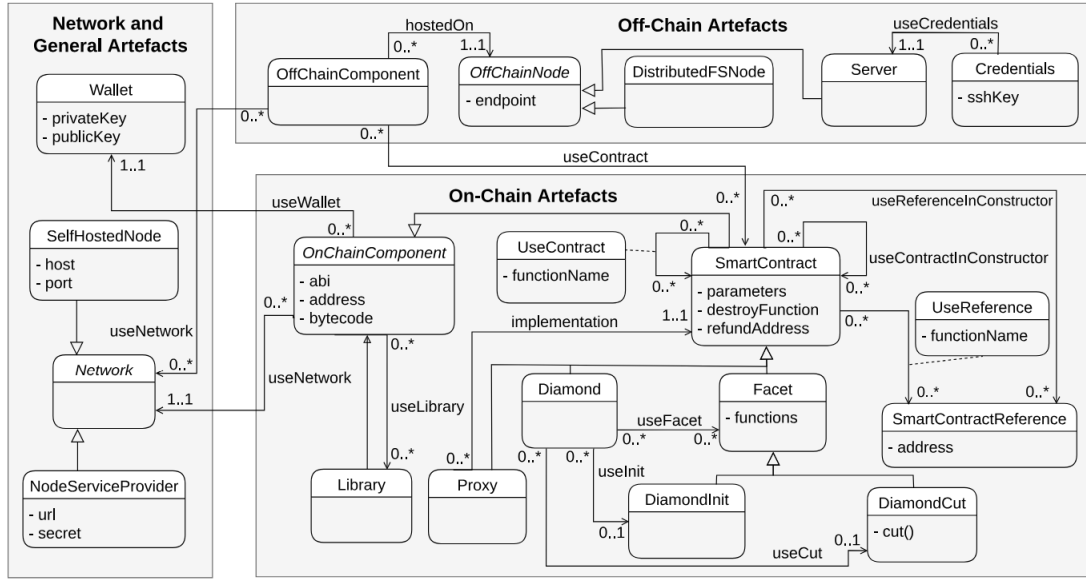 Network and
General Artefacts
Wallet
- privateKey
- publicKey
1..1
SelfHostedNode
- host
- port
useNetwork
Network
0..*
1..1
NodeServiceProvider
- url
- secret
Off-Chain Artefacts
hostedOn
0..*
1..1
OffChainComponent
0..*
0..*
OffChainNode
- endpoint
DistributedFSNode
useCredentials
1..1
0..*
Server
Credentials
- sshKey
useContract
On-Chain Artefacts
useWallet
0..*
OnChainComponent
- abi
- address
- bytecode
0..*
useNetwork
0..*
useLibrary
0..*
Library
UseContract
- functionName
0..*
0..*
0..*
0..*
0..*
0..*
0..*
useReferenceInConstructor
useContractInConstructor
SmartContract
- parameters
- destroyFunction
- refundAddress
implementation
1..1
0..*
UseReference
- functionName
0..*
0..*
SmartContractReference
- address
Diamond
Facet
- functions
useFacet
0..*
0..*
0..*
Proxy
0..*
0..*
useInit
0..1
DiamondInit
useCut
0..1
DiamondCut
- cut()